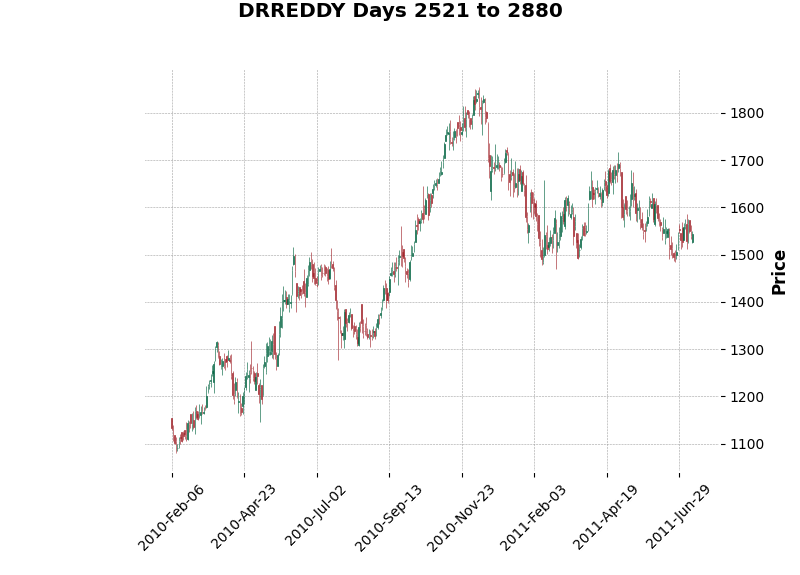 DRREDDY Days 2521 to 2880
1800
1700
1600
1500
1400
1300
1200
1100
Price
2010-Feb-06
2010-Apr-23
2010-Jul-02
2010-Sep-13
2010-Nov-23
2011-Feb-03
2011-Apr-19
2011-Jun-29